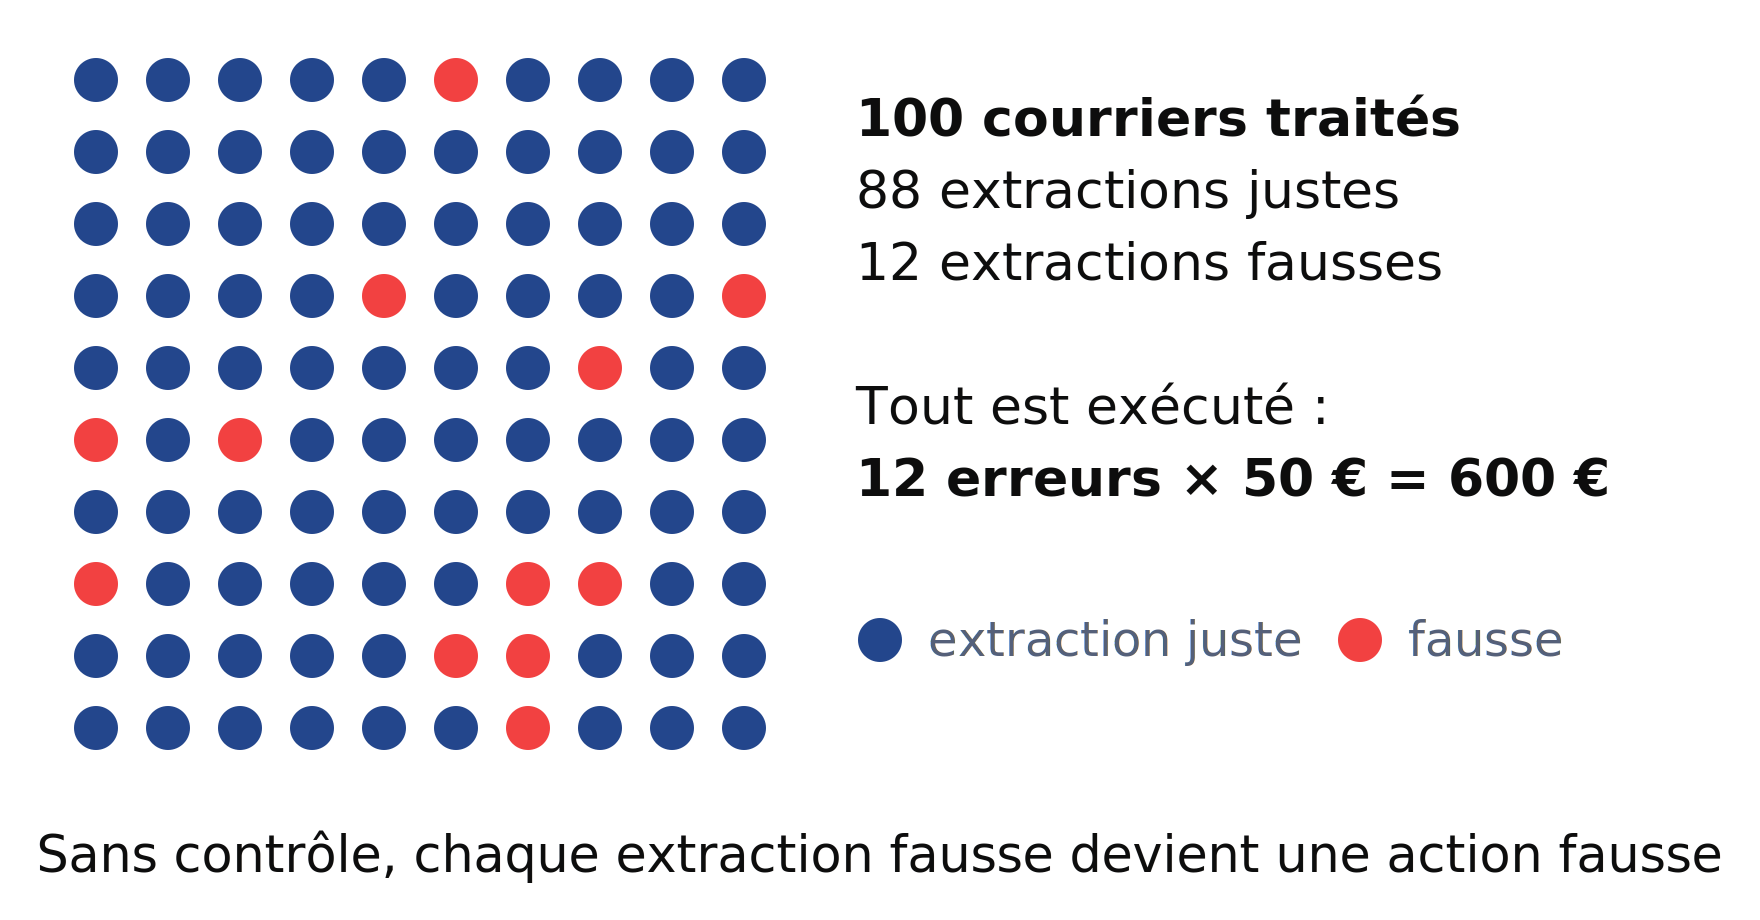 100 courriers traités
88 extractions justes
12 extractions fausses
Tout est exécuté :
12 erreurs × 50 € = 600 €
extraction juste
fausse
Sans contrôle, chaque extraction fausse devient une action fausse